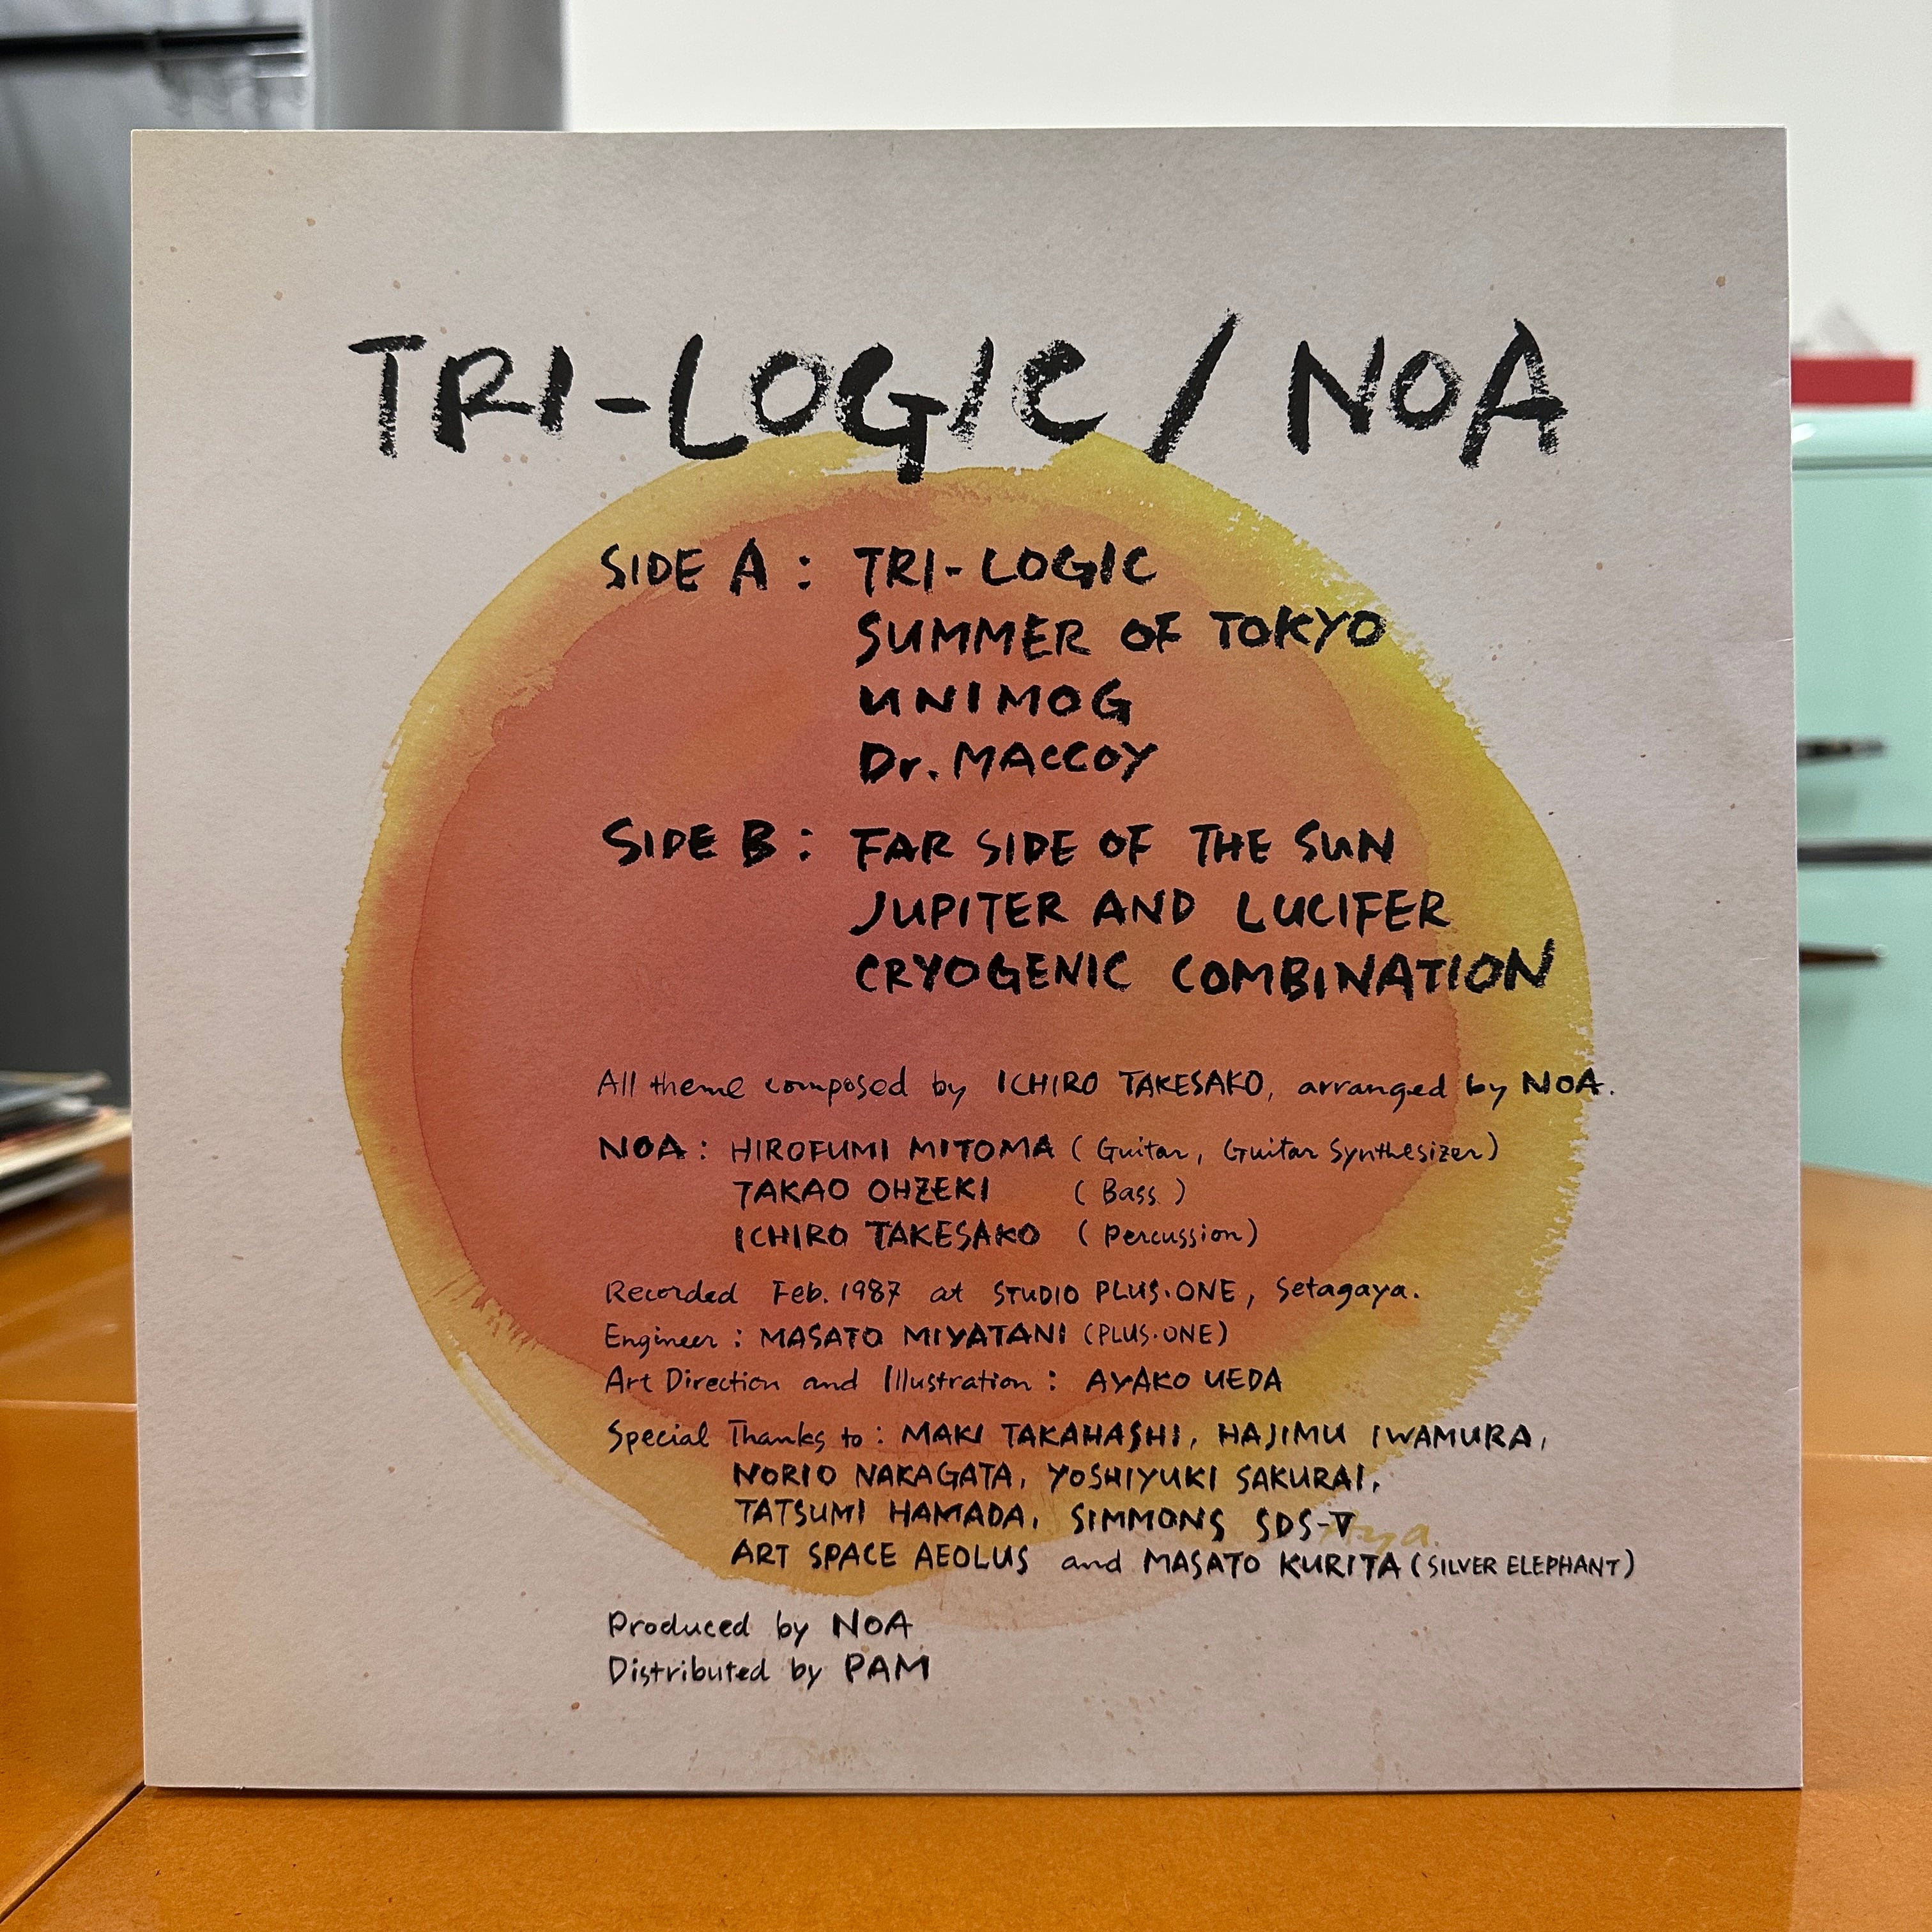 TRI-LOGIC / NOA
SIDE A : TRI-LOGIC
SUMMER OF TOKYO
UNIMOG
Dr. MACCOY
SIDE B : FAR SIDE OF THE SUN
JUPITER AND LUCIFER
CRYOGENIC COMBINATION
All theme composed by ICHIRO TAKESAKO, arranged by NOA.
NOA : HIROFUMI MITOMA ( Guitar, Guitar Synthesizer)
TAKAO OHZEKI ( Bass )
ICHIRO TAKESAKO ( Percussion)
Recorded Feb. 1987 at STUDIO PLUS·ONE, Setagaya.
Engineer : MASATO MIYATANI (PLUS·ONE)
Art Direction and Illustration : AYAKO UEDA
Special Thanks to : MAKI TAKAHASHI, HAJIMU IWAMURA,
NORIO NAKAGATA, YOSHIYUKI SAKURAI,
TATSUMI HAMADA, SIMMONS SDS-V
Aya.
ART SPACE AEOLUS and MASATO KURITA (SILVER ELEPHANT)
Produced by NOA
Distributed by PAM